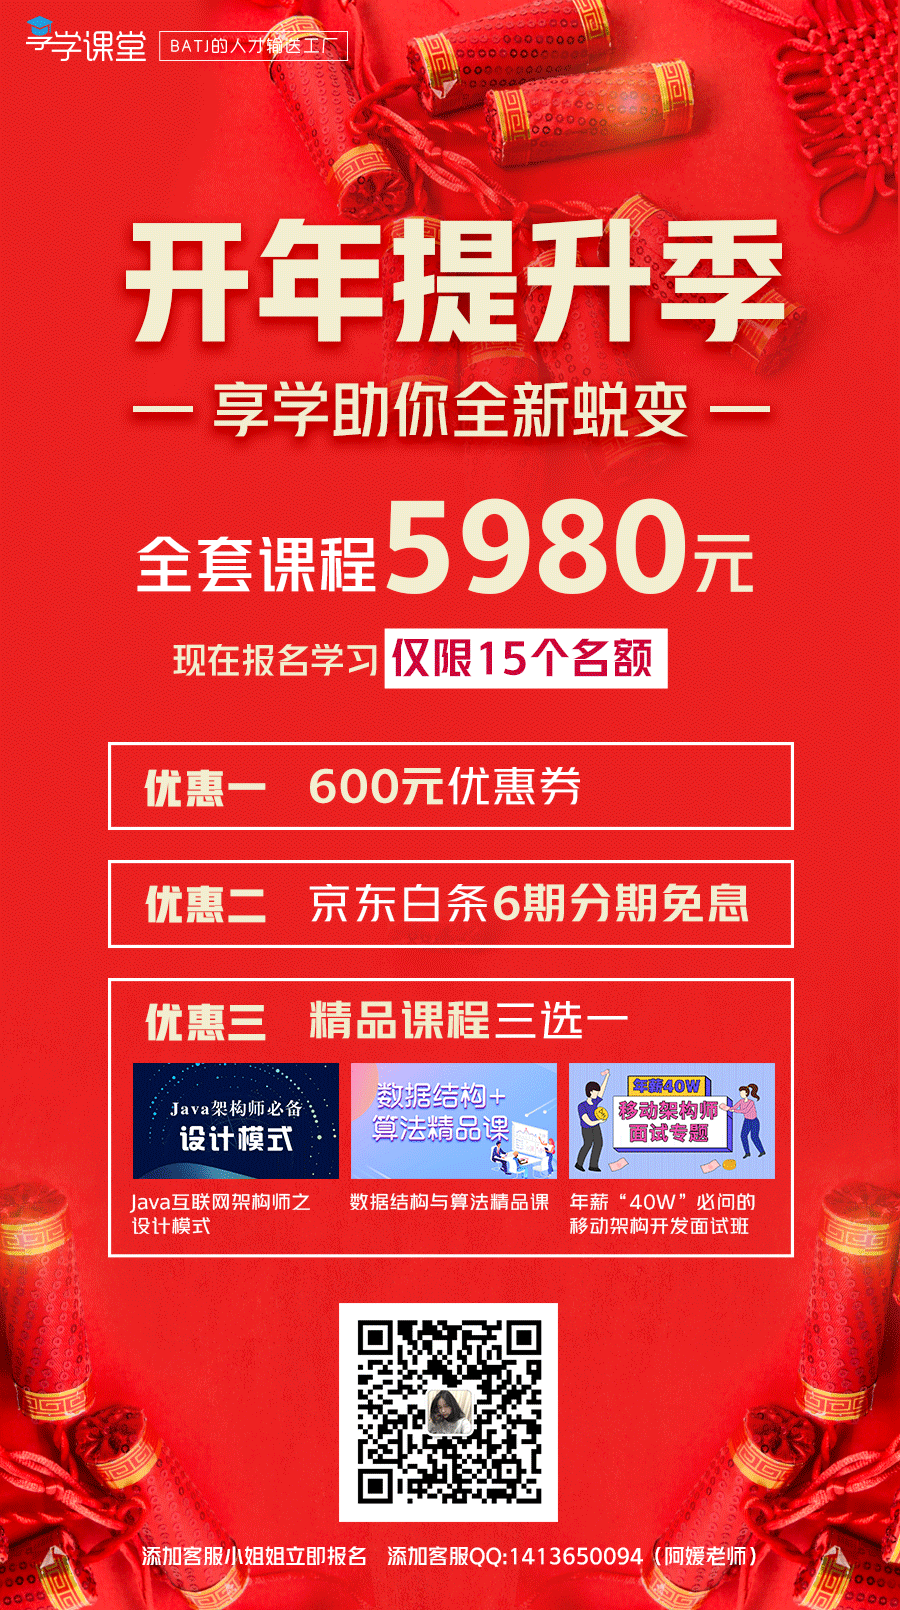 享学课堂 BATJ的人才输送工厂
开年提升季
享学助你全新蜕变
全套课程5980元
现在报名学习 仅限15个名额
优惠一 600元优惠券
优惠二 京东白条6期分期免息
优惠三 精品课程三选一
Java架构师必备
设计模式
数据结构+
算法精品课
年薪40W
移动架构师
面试专题
Java互联网架构师之
设计模式
数据结构与算法精品课
年薪“40W”必问的
移动架构开发面试班
添加客服小姐姐立即报名 添加客服QQ:1413650094（阿媛老师）